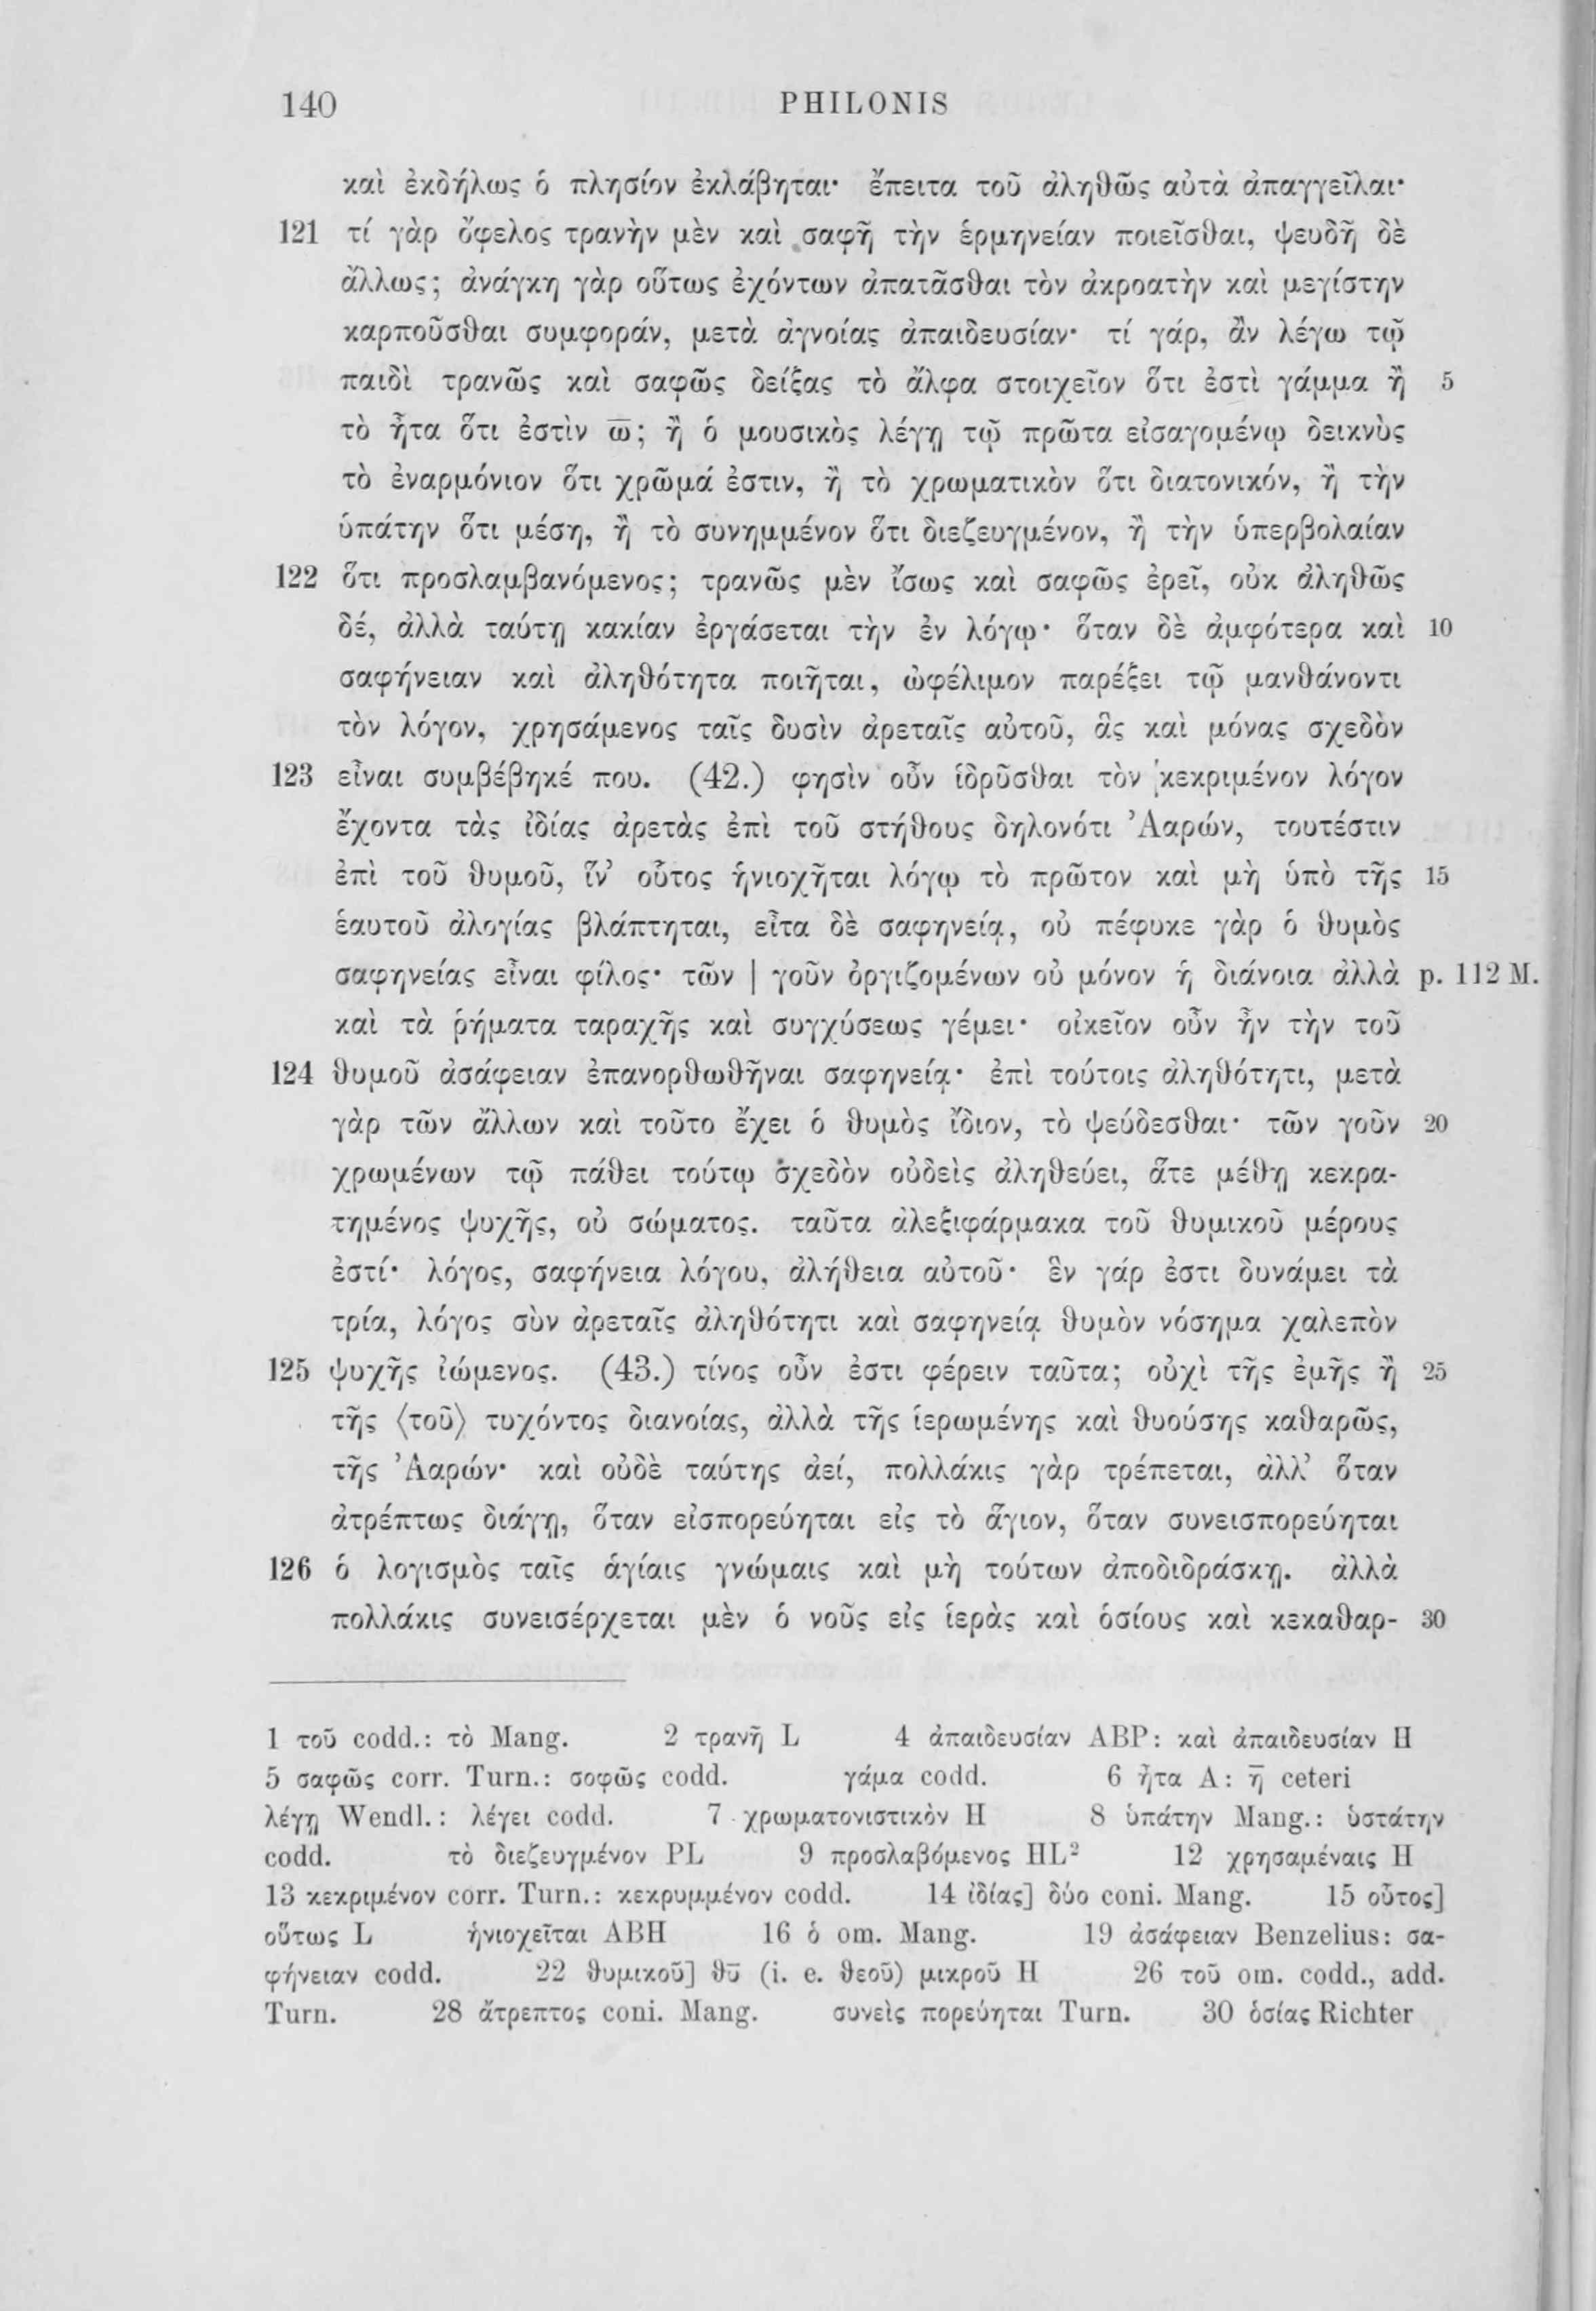 140 PHILONIS
καὶ ἐκδήλως ὁ πλησίον ἐκλάβηται· ἔπειτα τοῦ ἀληθῶς αὐτὰ ἀπαγγεῖλαι·
121 τί γὰρ ὄφελος τρανὴν μὲν καὶ σαφῆ τὴν ἑρμηνείαν ποιεῖσθαι, ψευδῆ δὲ
ἄλλως; ἀνάγκη γὰρ οὕτως ἐχόντων ἀπατᾶσθαι τὸν ἀκροατὴν καὶ μεγίστην
καρποῦσθαι συμφοράν, μετὰ ἀγνοίας ἀπαιδευσίαν· τί γάρ, ἂν λέγω τῷ
παιδὶ τρανῶς καὶ σαφῶς δείξας τὸ ἄλφα στοιχεῖον ὅτι ἐστὶ γάμμα ἢ 5
τὸ ἦτα ὅτι ἐστὶν ω̅; ἢ ὁ μουσικὸς λέγῃ τῷ πρῶτα εἰσαγομένῳ δεικνὺς
τὸ ἐναρμόνιον ὅτι χρῶμά ἐστιν, ἢ τὸ χρωματικὸν ὅτι διατονικόν, ἢ τὴν
ὑπάτην ὅτι μέση, ἢ τὸ συνημμένον ὅτι διεζευγμένον, ἢ τὴν ὑπερβολαίαν
122 ὅτι προσλαμβανόμενος; τρανῶς μὲν ἴσως καὶ σαφῶς ἐρεῖ, οὐκ ἀληθῶς
δέ, ἀλλὰ ταύτῃ κακίαν ἐργάσεται τὴν ἐν λόγῳ· ὅταν δὲ ἀμφότερα καὶ 10
σαφήνειαν καὶ ἀληθότητα ποιῆται, ὠφέλιμον παρέξει τῷ μανθάνοντι
τὸν λόγον, χρησάμενος ταῖς δυσὶν ἀρεταῖς αὐτοῦ, ἃς καὶ μόνας σχεδὸν
123 εἶναι συμβέβηκέ που. (42.) φησὶν οὖν ἱδρῦσθαι τὸν κεκριμένον λόγον
ἔχοντα τὰς ἰδίας ἀρετὰς ἐπὶ τοῦ στήθους δηλονότι Ἀαρών, τουτέστιν
ἐπὶ τοῦ θυμοῦ, ἵν’ οὗτος ἡνιοχῆται λόγῳ τὸ πρῶτον καὶ μὴ ὑπὸ τῆς 15
ἑαυτοῦ ἀλογίας βλάπτηται, εἶτα δὲ σαφηνείᾳ, οὐ πέφυκε γὰρ ὁ θυμὸς
σαφηνείας εἶναι φίλος· τῶν | γοῦν ὀργιζομένων οὐ μόνον ἡ διάνοια ἀλλὰ p. 112 M.
καὶ τὰ ῥήματα ταραχῆς καὶ συγχύσεως γέμει· οἰκεῖον οὖν ἦν τὴν τοῦ
124 θυμοῦ ἀσάφειαν ἐπανορθωθῆναι σαφηνείᾳ· ἐπὶ τούτοις ἀληθότητι, μετὰ
γὰρ τῶν ἄλλων καὶ τοῦτο ἔχει ὁ θυμὸς ἴδιον, τὸ ψεύδεσθαι· τῶν γοῦν 20
χρωμένων τῷ πάθει τούτῳ σχεδὸν οὐδεὶς ἀληθεύει, ἅτε μέθῃ κεκρα-
τημένος ψυχῆς, οὐ σώματος. ταῦτα ἀλεξιφάρμακα τοῦ θυμικοῦ μέρους
ἐστί· λόγος, σαφήνεια λόγου, ἀλήθεια αὐτοῦ· ἓν γάρ ἐστι δυνάμει τὰ
τρία, λόγος σὺν ἀρεταῖς ἀληθότητι καὶ σαφηνείᾳ θυμὸν νόσημα χαλεπὸν
125 ψυχῆς ἰώμενος. (43.) τίνος οὖν ἐστι φέρειν ταῦτα; οὐχὶ τῆς ἐμῆς ἢ 25
τῆς ⟨τοῦ⟩ τυχόντος διανοίας, ἀλλὰ τῆς ἱερωμένης καὶ θυούσης καθαρῶς,
τῆς Ἀαρών· καὶ οὐδὲ ταύτης ἀεί, πολλάκις γὰρ τρέπεται, ἀλλ’ ὅταν
ἀτρέπτως διάγῃ, ὅταν εἰσπορεύηται εἰς τὸ ἅγιον, ὅταν συνεισπορεύηται
126 ὁ λογισμὸς ταῖς ἁγίαις γνώμαις καὶ μὴ τούτων ἀποδιδράσκῃ. ἀλλὰ
πολλάκις συνεισέρχεται μὲν ὁ νοῦς εἰς ἱερὰς καὶ ὁσίους καὶ κεκαθαρ- 30
1 τοῦ codd.: τὸ Mang. 2 τρανῆ L 4 ἀπαιδευσίαν ABP: καὶ ἀπαιδευσίαν H
5 σαφῶς corr. Turn.: σοφῶς codd. γάμα codd. 6 ἦτα A: η̅ ceteri
λέγῃ Wendl.: λέγει codd. 7 χρωματονιστικὸν H 8 ὑπάτην Mang.: ὑστάτην
codd. τὸ διεζευγμένον PL 9 προσλαβόμενος HL² 12 χρησαμέναις H
13 κεκριμένον corr. Turn.: κεκρυμμένον codd. 14 ἰδίας] δύο coni. Mang. 15 οὗτος]
οὕτως L ἡνιοχεῖται ABH 16 ὁ om. Mang. 19 ἀσάφειαν Benzelius: σα-
φήνειαν codd. 22 θυμικοῦ] θυ̅ (i. e. θεοῦ) μικροῦ H 26 τοῦ om. codd., add.
Turn. 28 ἄτρεπτος coni. Mang. συνεὶς πορεύηται Turn. 30 ὁσίας Richter